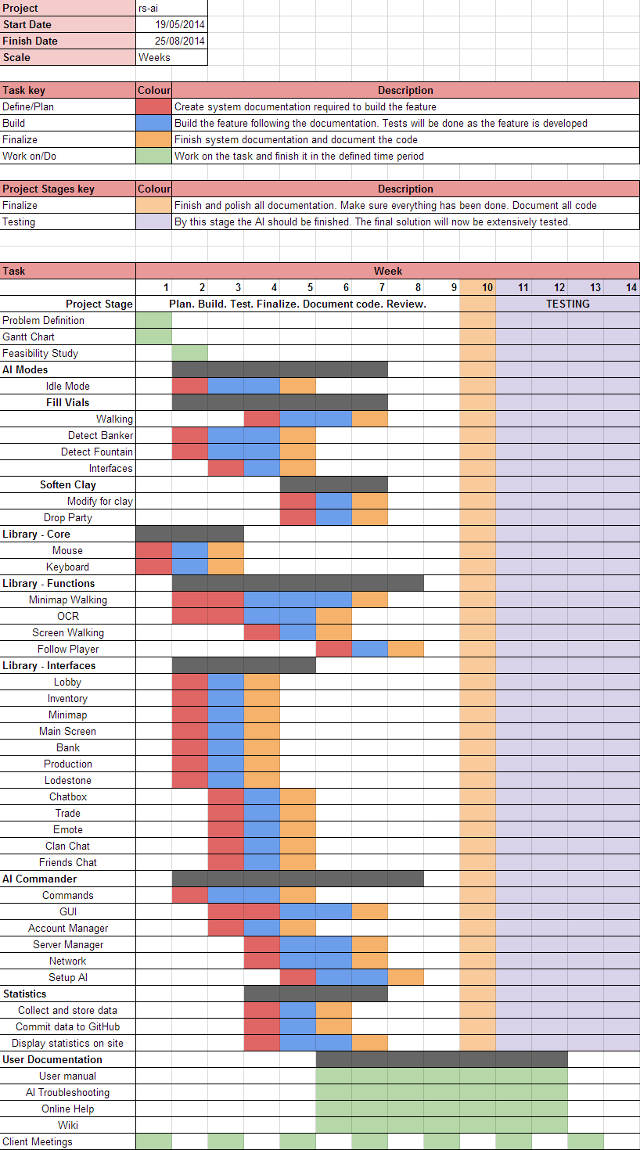 Project rs-ai
Start Date 19/05/2014
Finish Date 25/08/2014
Scale Weeks
Task key Colour Description
Define/Plan Create system documentation required to build the feature
Build Build the feature following the documentation. Tests will be done as the feature is developed
Finalize Finish system documentation and document the code
Work on/Do Work on the task and finish it in the defined time period
Project Stages key Colour Description
Finalize Finish and polish all documentation. Make sure everything has been done. Document all code
Testing By this stage the AI should be finished. The final solution will now be extensively tested.
Task Week
1 2 3 4 5 6 7 8 9 10 11 12 13 14
Project Stage Plan. Build. Test. Finalize. Document code. Review. TESTING
Problem Definition
Gantt Chart
Feasibility Study
AI Modes
Idle Mode
Fill Vials
Walking
Detect Banker
Detect Fountain
Interfaces
Soften Clay
Modify for clay
Drop Party
Library - Core
Mouse
Keyboard
Library - Functions
Minimap Walking
OCR
Screen Walking
Follow Player
Library - Interfaces
Lobby
Inventory
Minimap
Main Screen
Bank
Production
Lodestone
Chatbox
Trade
Emote
Clan Chat
Friends Chat
AI Commander
Commands
GUI
Account Manager
Server Manager
Network
Setup AI
Statistics
Collect and store data
Commit data to GitHub
Display statistics on site
User Documentation
User manual
AI Troubleshooting
Online Help
Wiki
Client Meetings